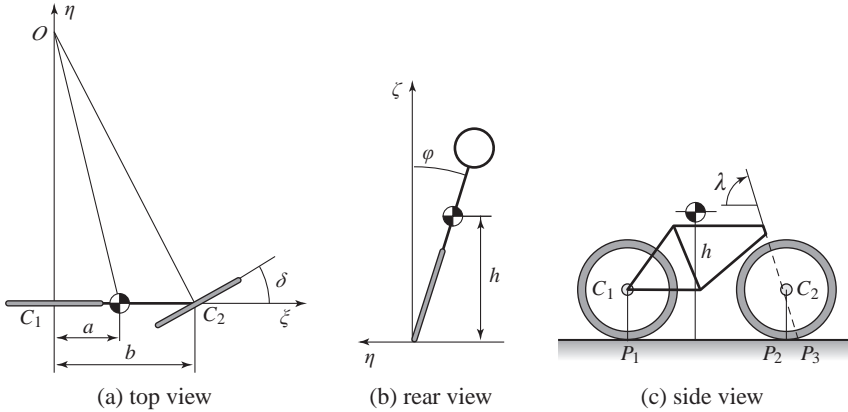 η
O
δ
C₁
C₂
ξ
a
b
(a) top view
ζ
φ
h
η
(b) rear view
λ
h
C₁
C₂
P₁
P₂
P₃
(c) side view